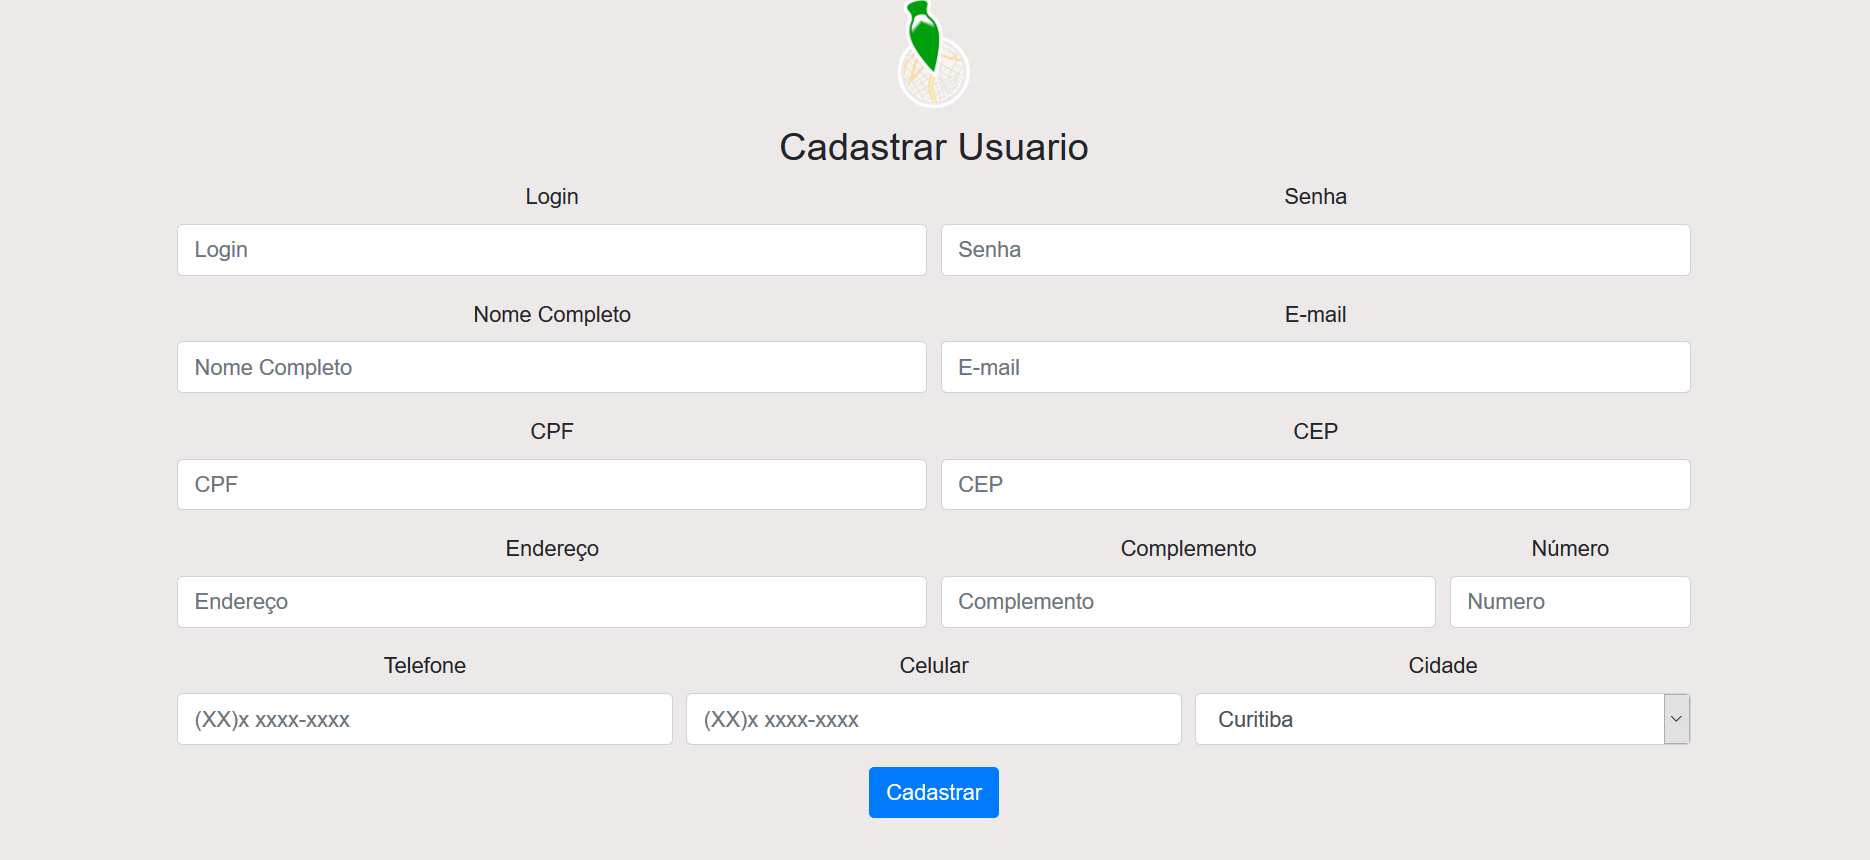 Cadastrar Usuario
Login Senha
Login Senha
Nome Completo E-mail
Nome Completo E-mail
CPF CEP
CPF CEP
Endereço Complemento Número
Endereço Complemento Numero
Telefone Celular Cidade
(XX)x xxxx-xxxx (XX)x xxxx-xxxx Curitiba
Cadastrar